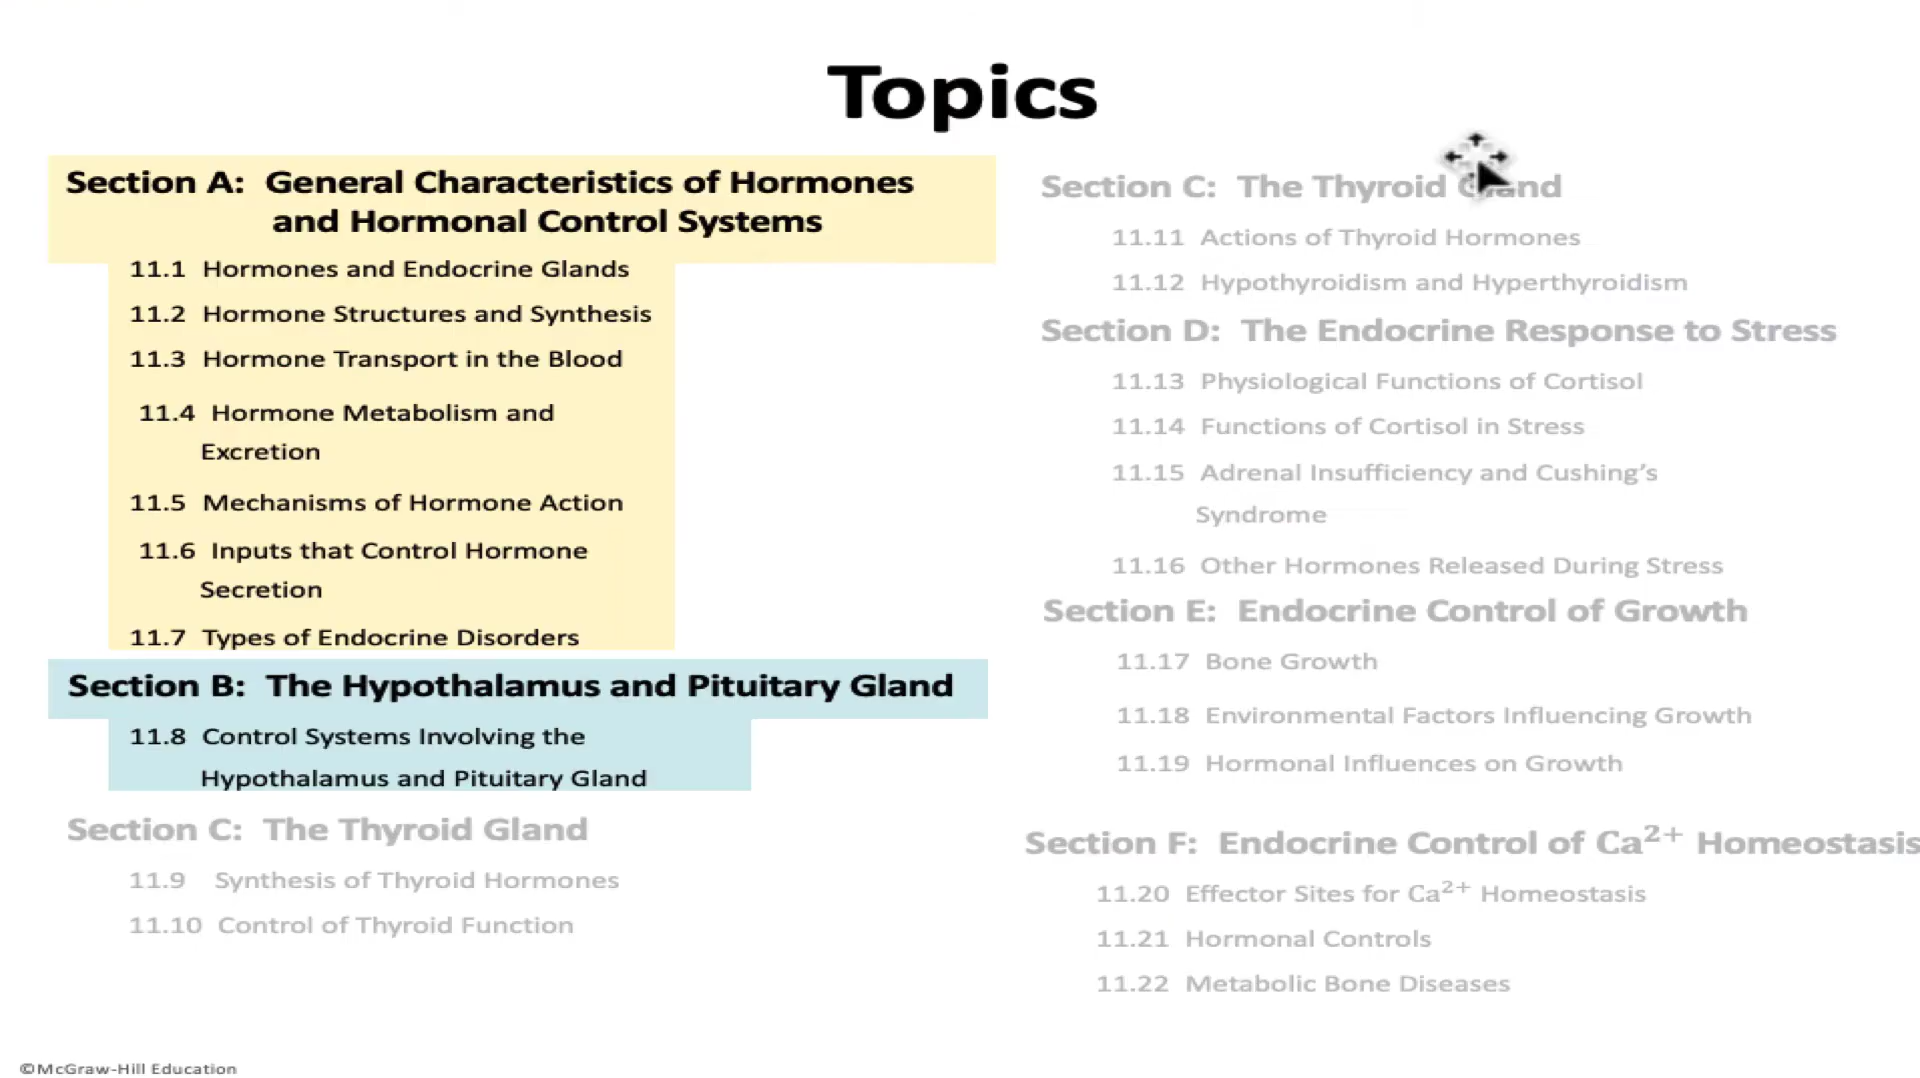 Topics
Section A: General Characteristics of Hormones
and Hormonal Control Systems
11.1 Hormones and Endocrine Glands
11.2 Hormone Structures and Synthesis
11.3 Hormone Transport in the Blood
11.4 Hormone Metabolism and
Excretion
11.5 Mechanisms of Hormone Action
11.6 Inputs that Control Hormone
Secretion
11.7 Types of Endocrine Disorders
Section B: The Hypothalamus and Pituitary Gland
11.8 Control Systems Involving the
Hypothalamus and Pituitary Gland
Section C: The Thyroid Gland
11.9 Synthesis of Thyroid Hormones
11.10 Control of Thyroid Function
Section C: The Thyroid Gland
11.11 Actions of Thyroid Hormones
11.12 Hypothyroidism and Hyperthyroidism
Section D: The Endocrine Response to Stress
11.13 Physiological Functions of Cortisol
11.14 Functions of Cortisol in Stress
11.15 Adrenal Insufficiency and Cushing’s
Syndrome
11.16 Other Hormones Released During Stress
Section E: Endocrine Control of Growth
11.17 Bone Growth
11.18 Environmental Factors Influencing Growth
11.19 Hormonal Influences on Growth
Section F: Endocrine Control of Ca²⁺ Homeostasis
11.20 Effector Sites for Ca²⁺ Homeostasis
11.21 Hormonal Controls
11.22 Metabolic Bone Diseases
©McGraw-Hill Education